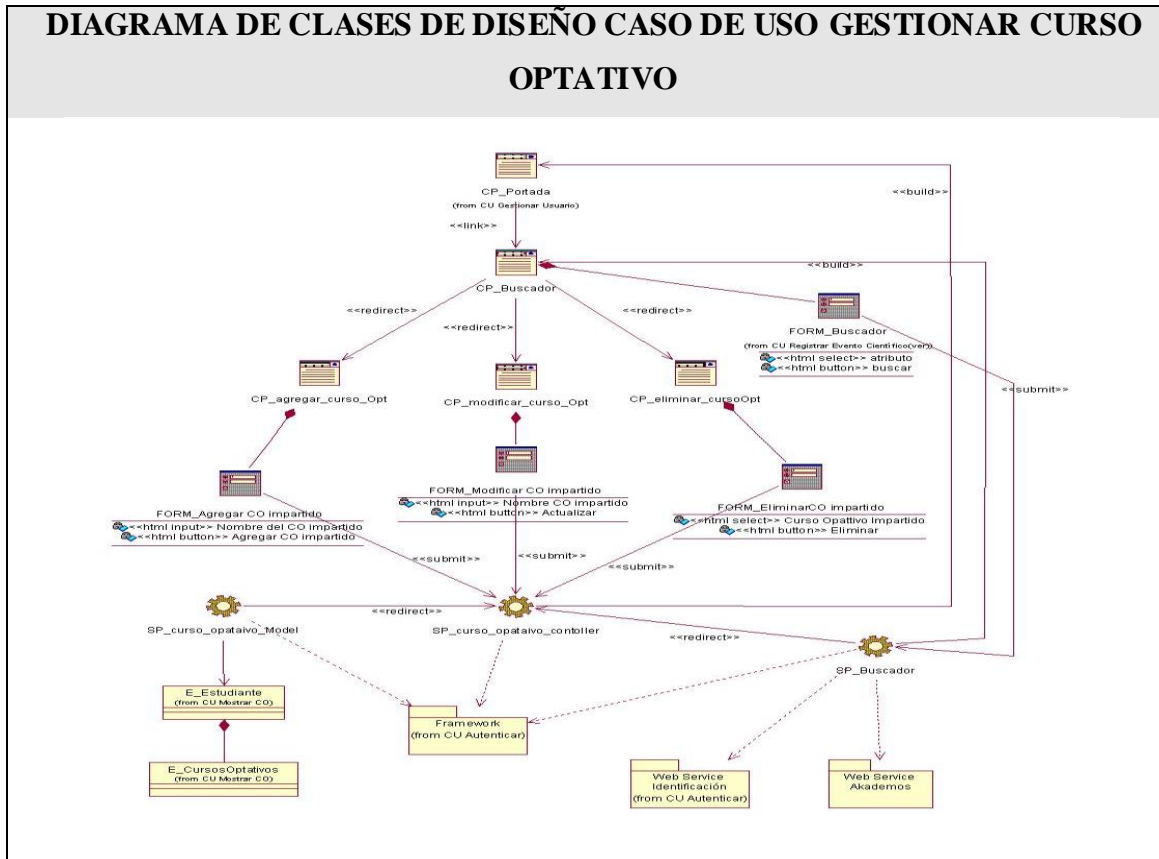 DIAGRAMA DE CLASES DE DISEÑO CASO DE USO GESTIONAR CURSO
OPTATIVO
CP_Portada
(from CU Gestionar Usuario)
<<build>>
<<link>>
CP_Buscador
<<build>>
<<redirect>>
<<redirect>>
<<redirect>>
FORM_Buscador
(from CU Registrar Evento Científico(ver))
<<html select>> atributo
<<html button>> buscar
CP_agregar_curso_Opt
CP_modificar_curso_Opt
CP_eliminar_cursoOpt
<<submit>>
FORM_Agregar CO impartido
<<html input>> Nombre del CO impartido
<<html button>> Agregar CO impartido
FORM_Modificar CO impartido
<<html input>> Nombre CO impartido
<<html button>> Actualizar
FORM_EliminarCO impartido
<<html select>> Curso Opattivo Impartido
<<html button>> Eliminar
<<submit>>
<<submit>>
<<submit>>
<<redirect>>
SP_curso_opataivo_Model
SP_curso_opataivo_contoller
<<redirect>>
SP_Buscador
E_Estudiante
(from CU Mostrar CO)
Framework
(from CU Autenticar)
E_CursosOptativos
(from CU Mostrar CO)
Web Service
Identificación
(from CU Autenticar)
Web Service
Akademos